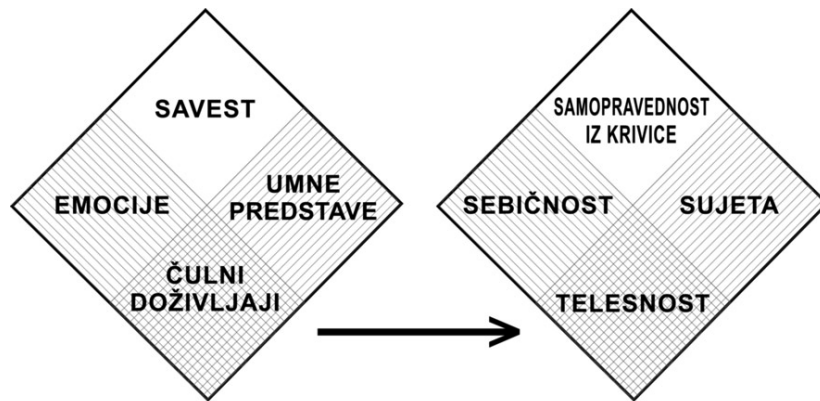 SAVEST
EMOCIJE
UMNE
PREDSTAVE
ČULNI
DOŽIVLJAJI
SAMOPRAVEDNOST
IZ KRIVICE
SEBIČNOST
SUJETA
TELESNOST